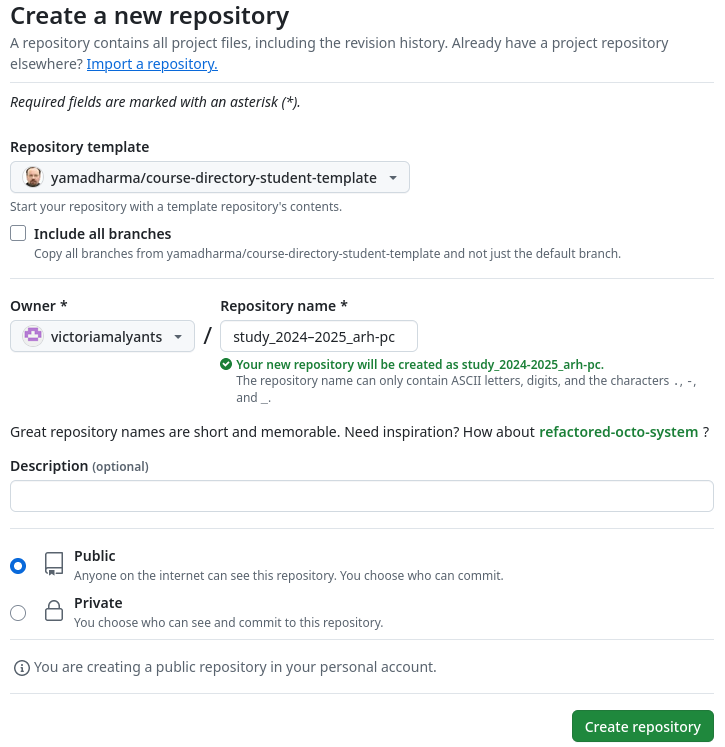 Create a new repository
A repository contains all project files, including the revision history. Already have a project repository
elsewhere? Import a repository.
Required fields are marked with an asterisk (*).
Repository template
yamadharma/course-directory-student-template
Start your repository with a template repository's contents.
Include all branches
Copy all branches from yamadharma/course-directory-student-template and not just the default branch.
Owner * Repository name *
victoriamalyants / study_2024–2025_arh-pc
Your new repository will be created as study_2024-2025_arh-pc.
The repository name can only contain ASCII letters, digits, and the characters ., -,
and _.
Great repository names are short and memorable. Need inspiration? How about refactored-octo-system ?
Description (optional)
Public
Anyone on the internet can see this repository. You choose who can commit.
Private
You choose who can see and commit to this repository.
You are creating a public repository in your personal account.
Create repository